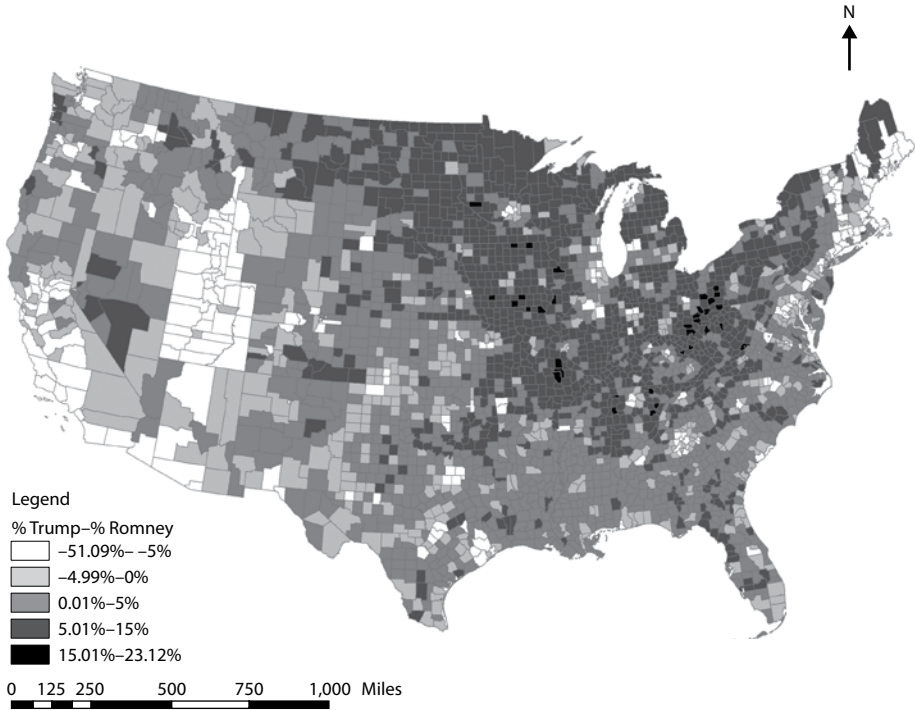 N
Legend
% Trump–% Romney
–51.09%– –5%
–4.99%–0%
0.01%–5%
5.01%–15%
15.01%–23.12%
0 125 250 500 750 1,000 Miles